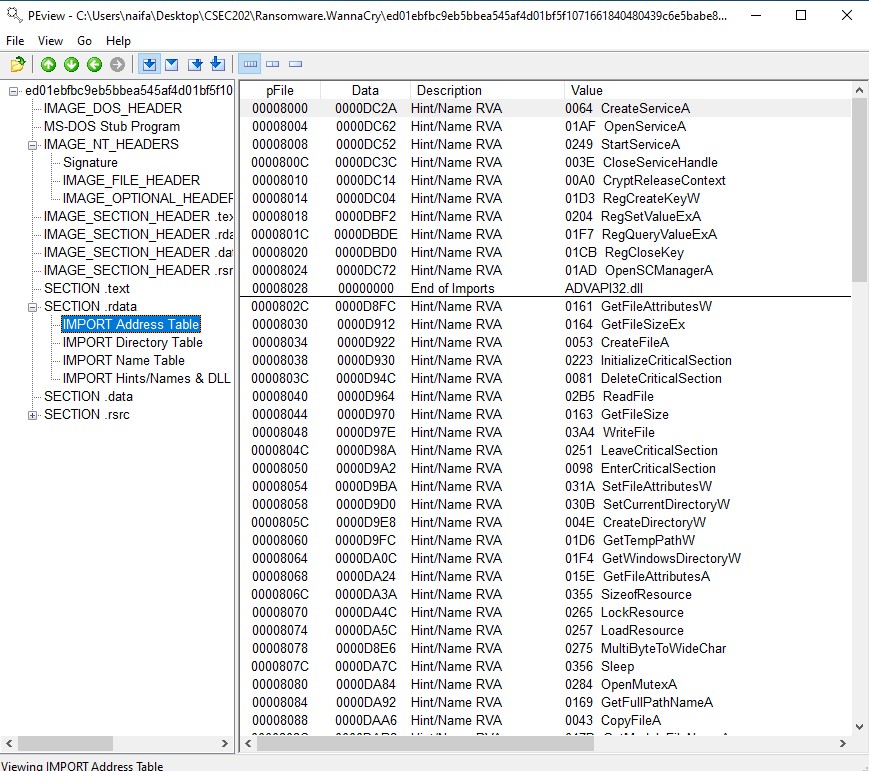 PEview - C:\Users\naifa\Desktop\CSEC202\Ransomware.WannaCry\ed01ebfbc9eb5bbea545af4d01bf5f1071661840480439c6e5babe8...
File View Go Help
ed01ebfbc9eb5bbea545af4d01bf5f10
IMAGE_DOS_HEADER
MS-DOS Stub Program
IMAGE_NT_HEADERS
Signature
IMAGE_FILE_HEADER
IMAGE_OPTIONAL_HEADER
IMAGE_SECTION_HEADER .tex
IMAGE_SECTION_HEADER .rda
IMAGE_SECTION_HEADER .da
IMAGE_SECTION_HEADER .rsr
SECTION .text
SECTION .rdata
IMPORT Address Table
IMPORT Directory Table
IMPORT Name Table
IMPORT Hints/Names & DLL
SECTION .data
SECTION .rsrc
pFile Data Description Value
00008000 0000DC2A Hint/Name RVA 0064 CreateServiceA
00008004 0000DC62 Hint/Name RVA 01AF OpenServiceA
00008008 0000DC52 Hint/Name RVA 0249 StartServiceA
0000800C 0000DC3C Hint/Name RVA 003E CloseServiceHandle
00008010 0000DC14 Hint/Name RVA 00A0 CryptReleaseContext
00008014 0000DC04 Hint/Name RVA 01D3 RegCreateKeyW
00008018 0000DBF2 Hint/Name RVA 0204 RegSetValueExA
0000801C 0000DBDE Hint/Name RVA 01F7 RegQueryValueExA
00008020 0000DBD0 Hint/Name RVA 01CB RegCloseKey
00008024 0000DC72 Hint/Name RVA 01AD OpenSCManagerA
00008028 00000000 End of Imports ADVAPI32.dll
0000802C 0000D8FC Hint/Name RVA 0161 GetFileAttributesW
00008030 0000D912 Hint/Name RVA 0164 GetFileSizeEx
00008034 0000D922 Hint/Name RVA 0053 CreateFileA
00008038 0000D930 Hint/Name RVA 0223 InitializeCriticalSection
0000803C 0000D94C Hint/Name RVA 0081 DeleteCriticalSection
00008040 0000D964 Hint/Name RVA 02B5 ReadFile
00008044 0000D970 Hint/Name RVA 0163 GetFileSize
00008048 0000D97E Hint/Name RVA 03A4 WriteFile
0000804C 0000D98A Hint/Name RVA 0251 LeaveCriticalSection
00008050 0000D9A2 Hint/Name RVA 0098 EnterCriticalSection
00008054 0000D9BA Hint/Name RVA 031A SetFileAttributesW
00008058 0000D9D0 Hint/Name RVA 030B SetCurrentDirectoryW
0000805C 0000D9E8 Hint/Name RVA 004E CreateDirectoryW
00008060 0000D9FC Hint/Name RVA 01D6 GetTempPathW
00008064 0000DA0C Hint/Name RVA 01F4 GetWindowsDirectoryW
00008068 0000DA24 Hint/Name RVA 015E GetFileAttributesA
0000806C 0000DA3A Hint/Name RVA 0355 SizeofResource
00008070 0000DA4C Hint/Name RVA 0265 LockResource
00008074 0000DA5C Hint/Name RVA 0257 LoadResource
00008078 0000D8E6 Hint/Name RVA 0275 MultiByteToWideChar
0000807C 0000DA7C Hint/Name RVA 0356 Sleep
00008080 0000DA84 Hint/Name RVA 0284 OpenMutexA
00008084 0000DA92 Hint/Name RVA 0169 GetFullPathNameA
00008088 0000DAA6 Hint/Name RVA 0043 CopyFileA
Viewing IMPORT Address Table